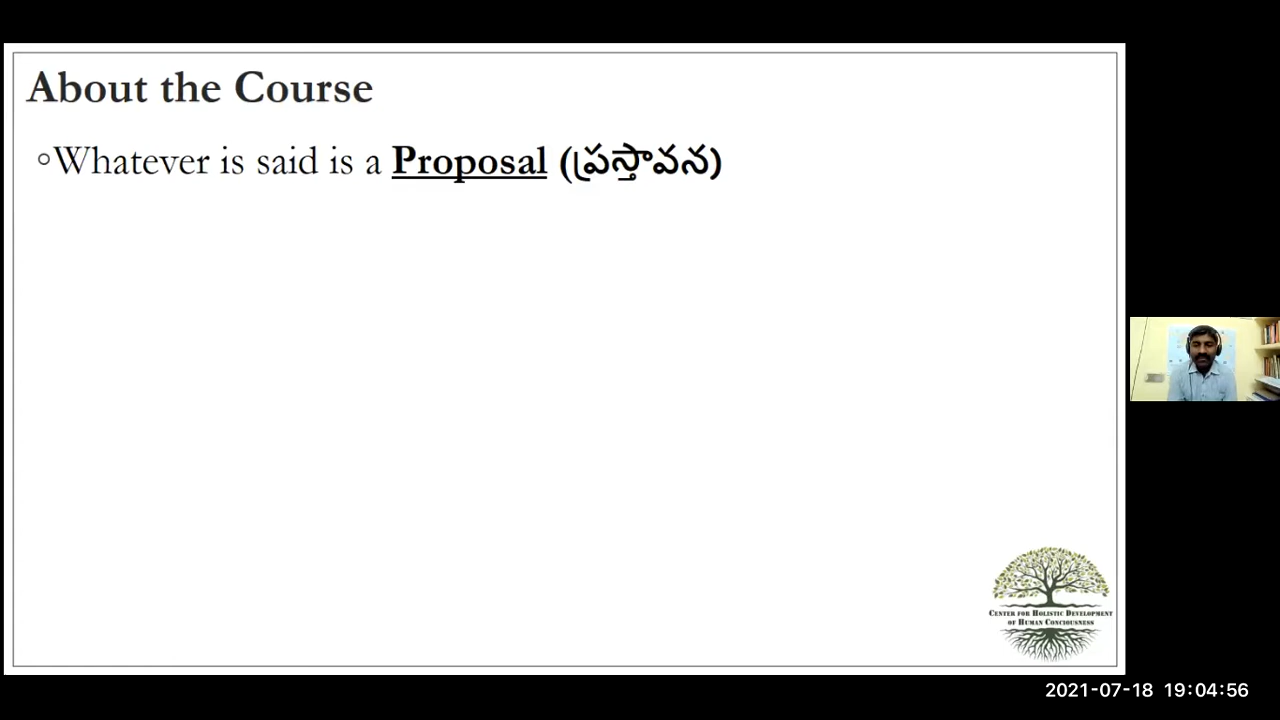 About the Course
◦Whatever is said is a Proposal (ప్రస్తావన)
CENTER FOR HOLISTIC DEVELOPMENT
OF HUMAN CONCIOUSNESS
2021-07-18 19:04:56